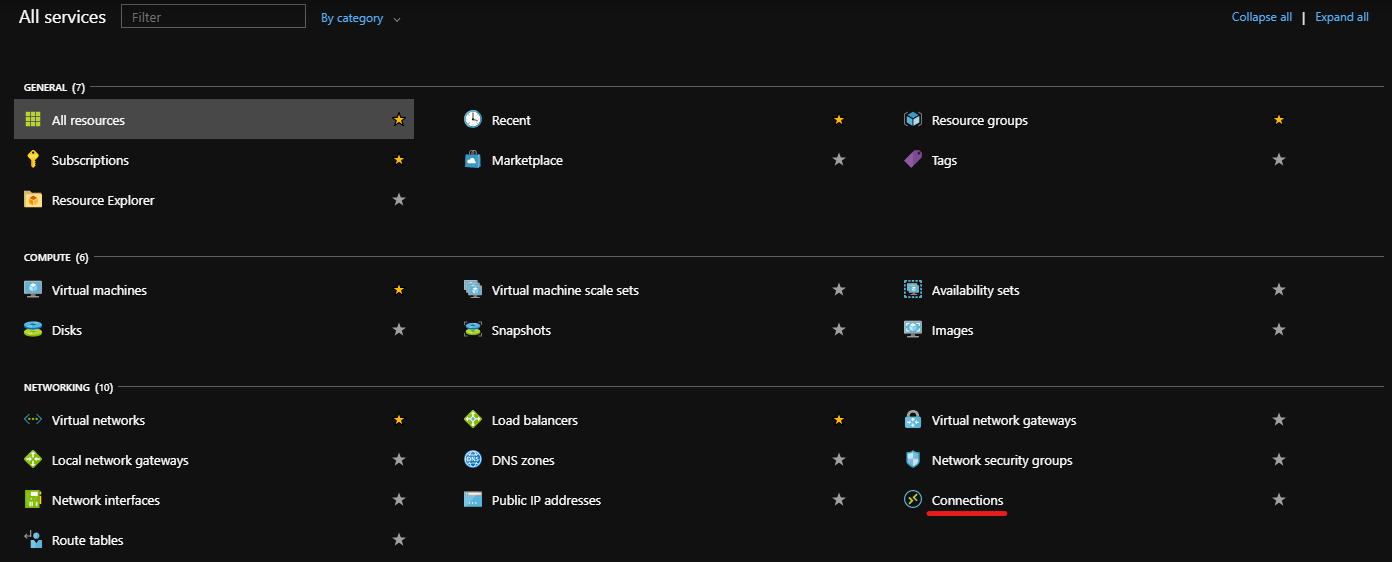 All services Filter By category Collapse all | Expand all
GENERAL (7)
All resources Recent Resource groups
Subscriptions Marketplace Tags
Resource Explorer
COMPUTE (6)
Virtual machines Virtual machine scale sets Availability sets
Disks Snapshots Images
NETWORKING (10)
Virtual networks Load balancers Virtual network gateways
Local network gateways DNS DNS zones Network security groups
Network interfaces Public IP addresses Connections
Route tables